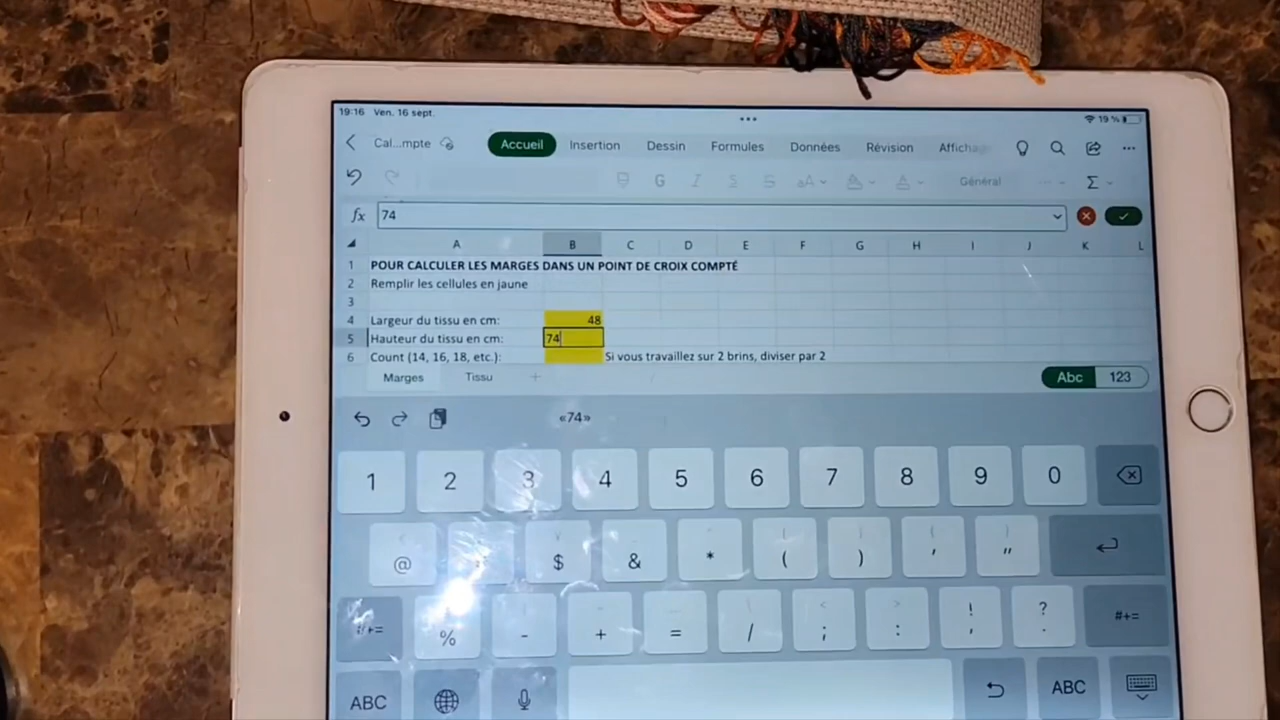 19:16 Ven. 16 sept.
19 %
Cal...mpte Accueil Insertion Dessin Formules Données Révision Affichage
G I S S aA A Général Σ
fx 74
A B C D E F G H I J K L
1 POUR CALCULER LES MARGES DANS UN POINT DE CROIX COMPTÉ
2 Remplir les cellules en jaune
3
4 Largeur du tissu en cm: 48
5 Hauteur du tissu en cm: 74
6 Count (14, 16, 18, etc.): Si vous travaillez sur 2 brins, diviser par 2
Marges Tissu + Abc 123
«74»
1 2 3 4 5 6 7 8 9 0
@ $ & * ( ) ' "
#+= % - + = / ; : ! , ? . #+=
ABC ABC